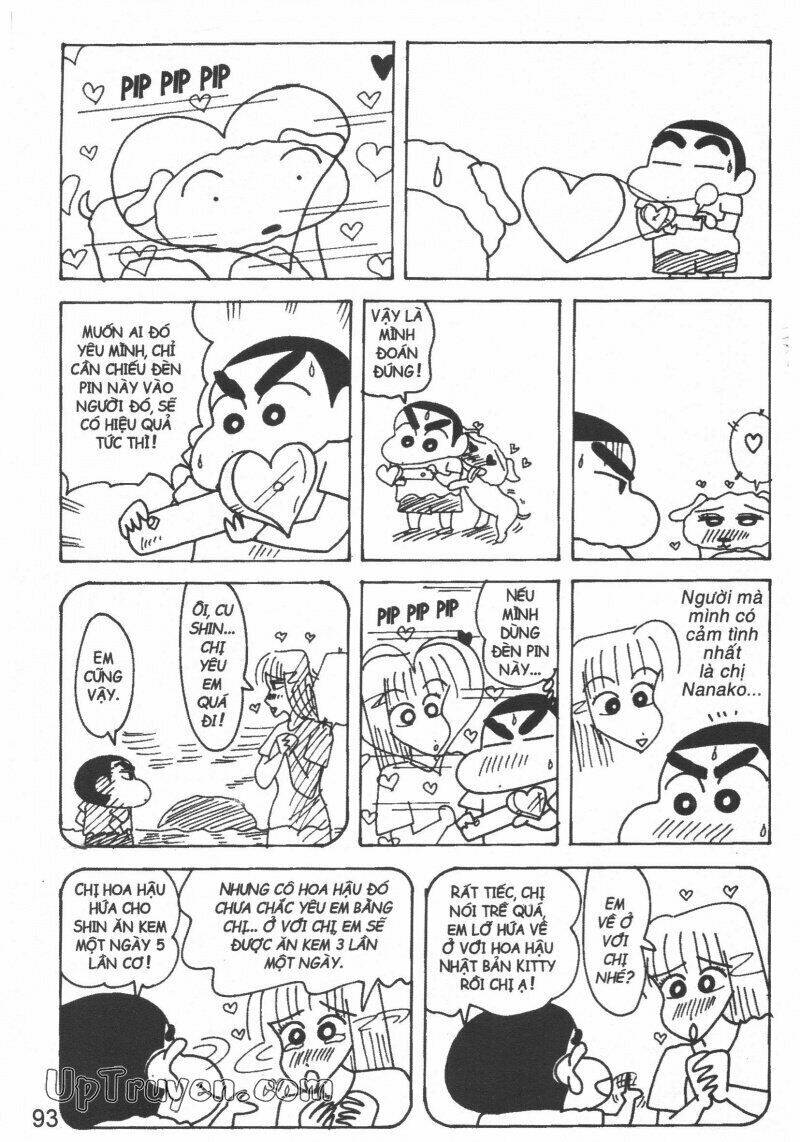 PIP PIP PIP
VẬY LÀ
MÌNH
ĐOÁN
ĐÚNG!
MUỐN AI ĐÓ
YÊU MÌNH, CHỈ
CẦN CHIẾU ĐÈN
PIN NÀY VÀO
NGƯỜI ĐÓ, SẼ
CÓ HIỆU QUẢ
TỨC THÌ!
Người mà
mình có
cảm tình
nhất
là chị
Nanako...
NẾU
MÌNH
DÙNG
ĐÈN PIN
NÀY...
PIP PIP PIP
ÔI, CU
SHIN...
CHỊ
YÊU
EM
QUÁ
ĐI!
EM
CŨNG
VẬY.
EM
VỀ Ở
VỚI
CHỊ
NHÉ?
RẤT TIẾC, CHỊ
NÓI TRỄ QUÁ,
EM LỠ HỨA VỀ
Ở VỚI HOA HẬU
NHẬT BẢN KITTY
RỒI CHỊ Ạ!
NHƯNG CÔ HOA HẬU ĐÓ
CHƯA CHẮC YÊU EM BẰNG
CHỊ... Ở VỚI CHỊ, EM SẼ
ĐƯỢC ĂN KEM 3 LẦN
MỘT NGÀY.
CHỊ HOA HẬU
HỨA CHO
SHIN ĂN KEM
MỘT NGÀY 5
LẦN CƠ!
UpTruyen.com
93